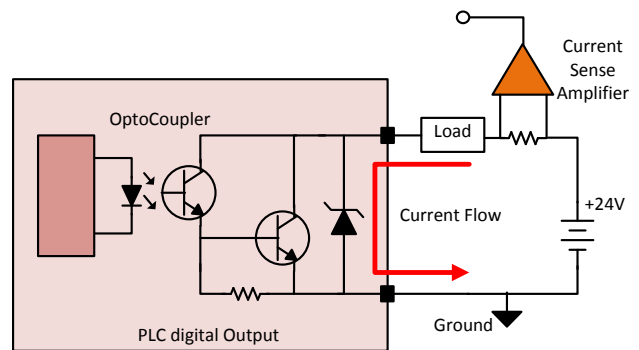 Current
Sense
Amplifier
OptoCoupler
Load
Current Flow
+24V
Ground
PLC digital Output